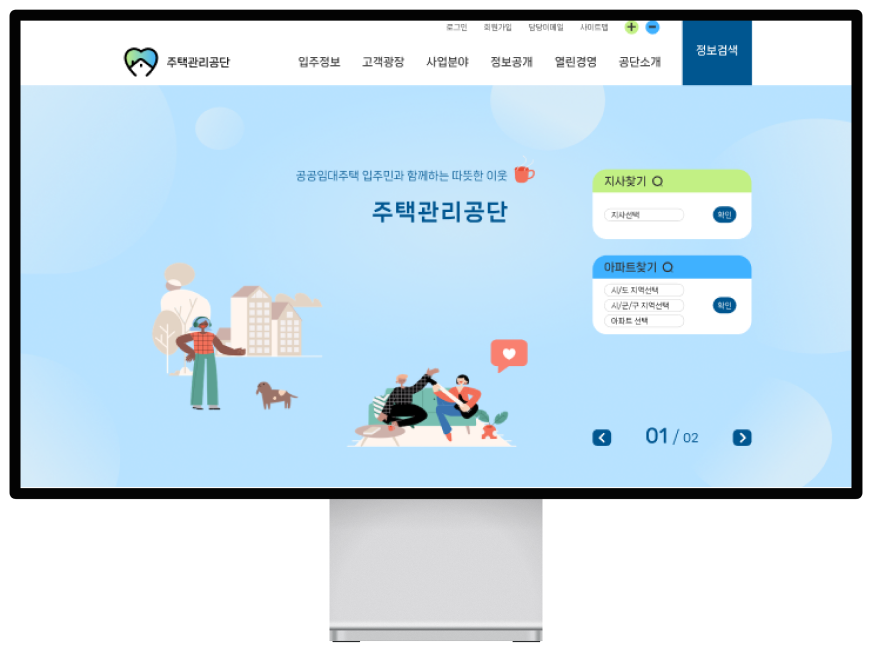 로그인 회원가입 담당이메일 사이트맵
주택관리공단 입주정보 고객광장 사업분야 정보공개 열린경영 공단소개 정보검색
공공임대주택 입주민과 함께하는 따뜻한 이웃
주택관리공단
지사찾기
지사선택 확인
아파트찾기
시/도 지역선택
시/군/구 지역선택 확인
아파트 선택
01 / 02